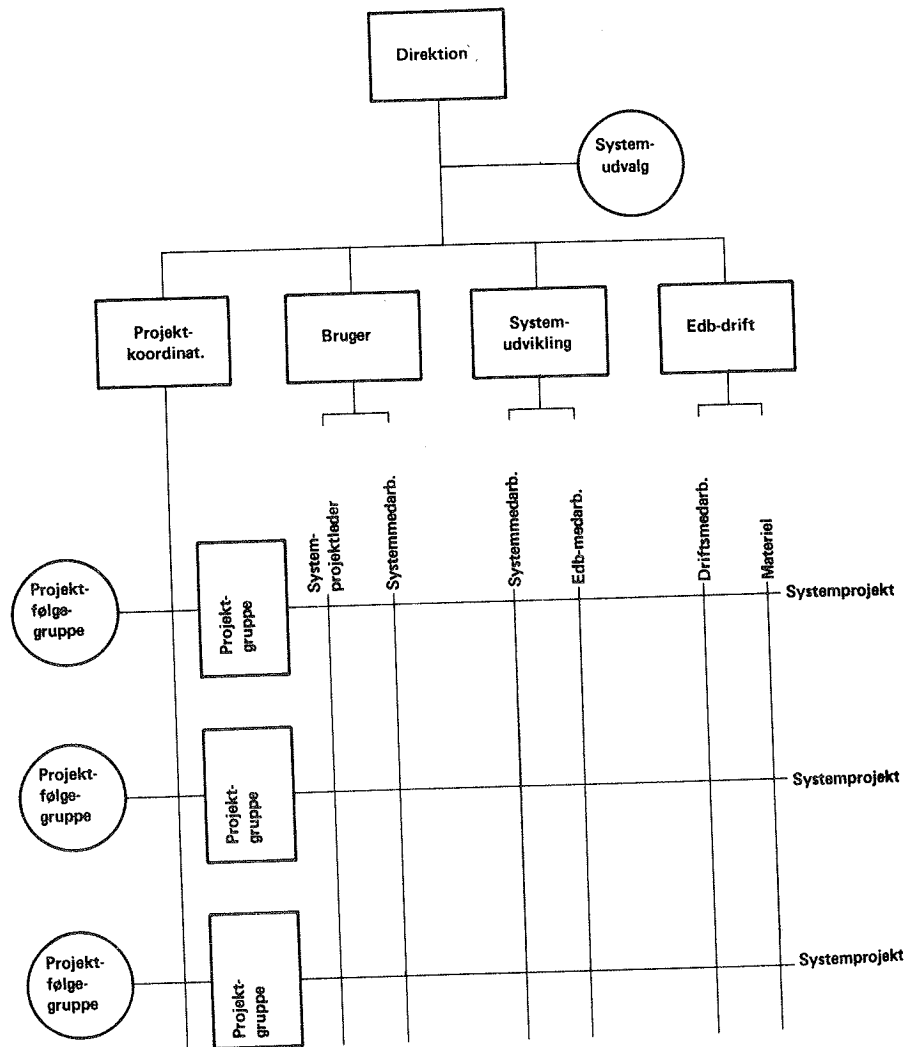 Direktion
System-
udvalg
Projekt-
koordinat.
Bruger
System-
udvikling
Edb-drift
System-
projektleder
Systemmedarb.
Systemmedarb.
Edb-medarb.
Driftsmedarb.
Materiel
Projekt-
følge-
gruppe
Projekt-
gruppe
Systemprojekt
Projekt-
følge-
gruppe
Projekt-
gruppe
Systemprojekt
Projekt-
følge-
gruppe
Projekt-
gruppe
Systemprojekt